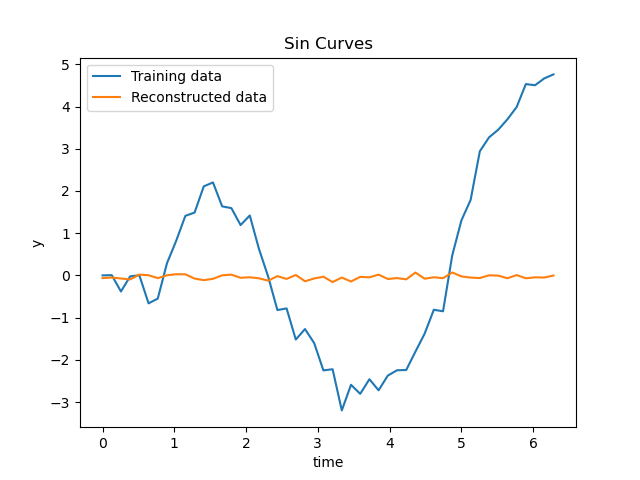 Sin Curves
Training data
Reconstructed data
5
4
3
2
1
0
−1
−2
−3
y
0 1 2 3 4 5 6
time